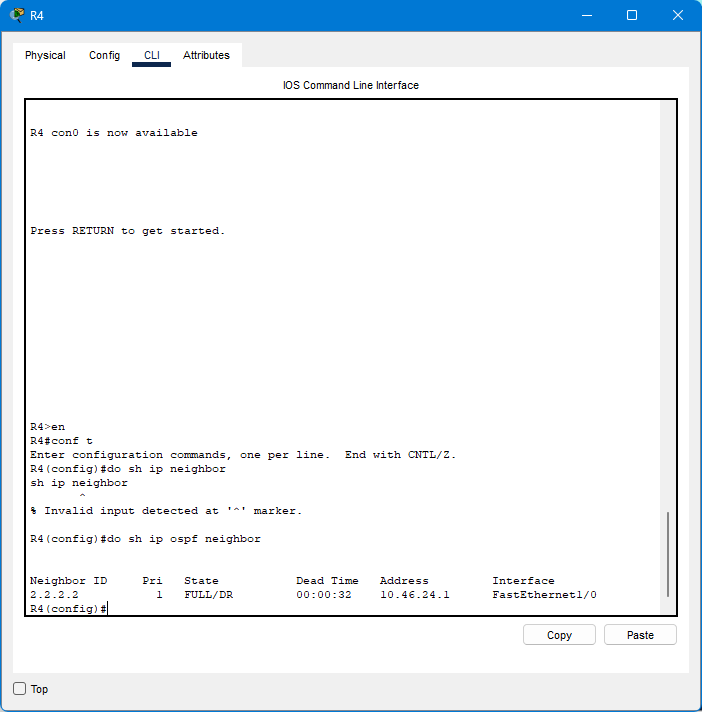 R4
Physical Config CLI Attributes
IOS Command Line Interface
R4 con0 is now available
Press RETURN to get started.
R4>en
R4#conf t
Enter configuration commands, one per line.  End with CNTL/Z.
R4(config)#do sh ip neighbor
sh ip neighbor
       ^
% Invalid input detected at '^' marker.
R4(config)#do sh ip ospf neighbor
Neighbor ID     Pri   State           Dead Time   Address         Interface
2.2.2.2           1   FULL/DR         00:00:32    10.46.24.1      FastEthernet1/0
R4(config)#
Copy Paste
Top